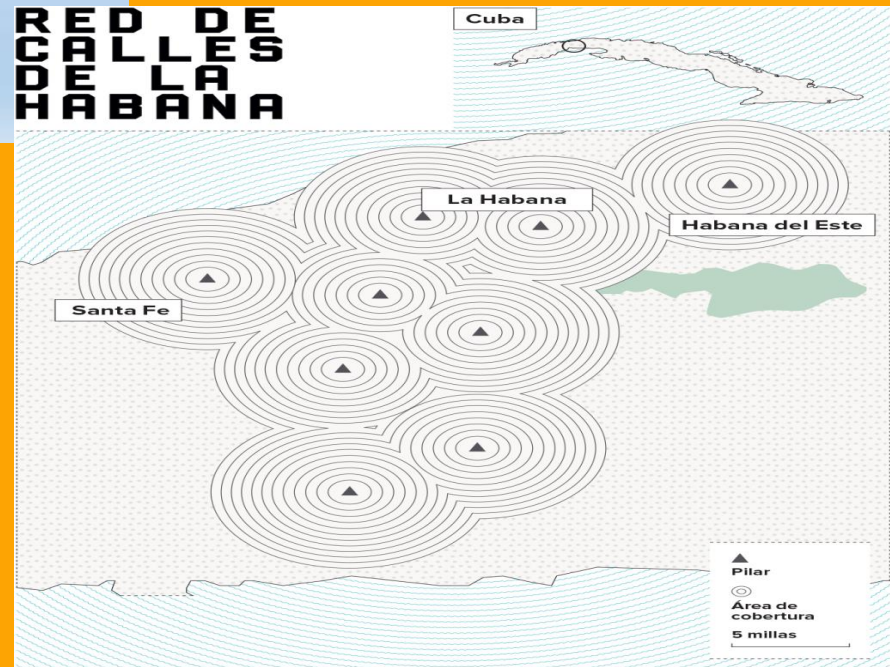 RED DE
CALLES
DE LA
HABANA
Cuba
La Habana
Habana del Este
Santa Fe
Pilar
Área de
cobertura
5 millas